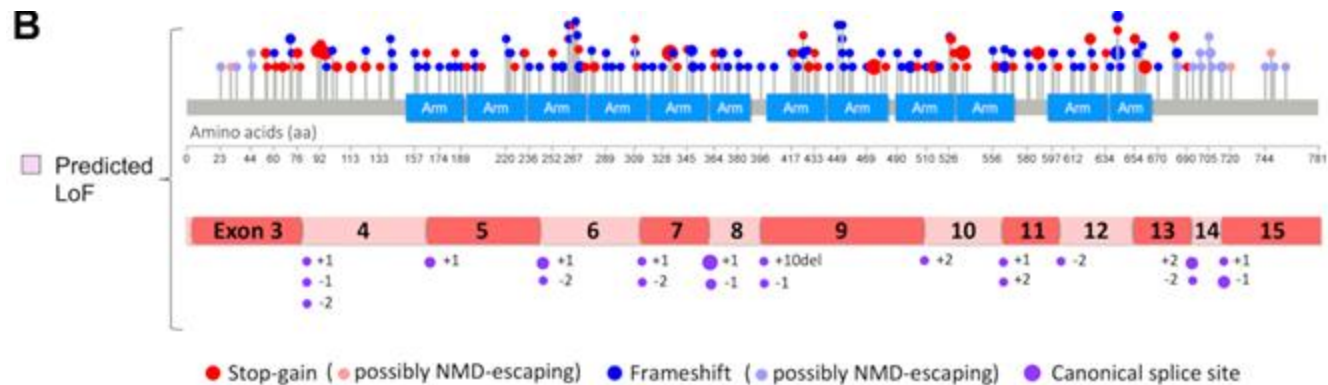 B
Arm Arm Arm Arm Arm Arm Arm Arm Arm Arm Arm Arm
Amino acids (aa)
0 23 44 60 76 92 113 133 157 174 189 220 236 252 267 289 309 328 345 364 380 396 417 433 449 469 490 510 526 556 580 597 612 634 654 670 690 705 720 744 781
Predicted
LoF
Exon 3 4 5 6 7 8 9 10 11 12 13 14 15
+1 +1 +1 +1 +1 +10del +2 +1 -2 +2 +1
-1 -2 -2 -1 -1 +2 -2 -1
-2
Stop-gain ( possibly NMD-escaping) Frameshift ( possibly NMD-escaping) Canonical splice site